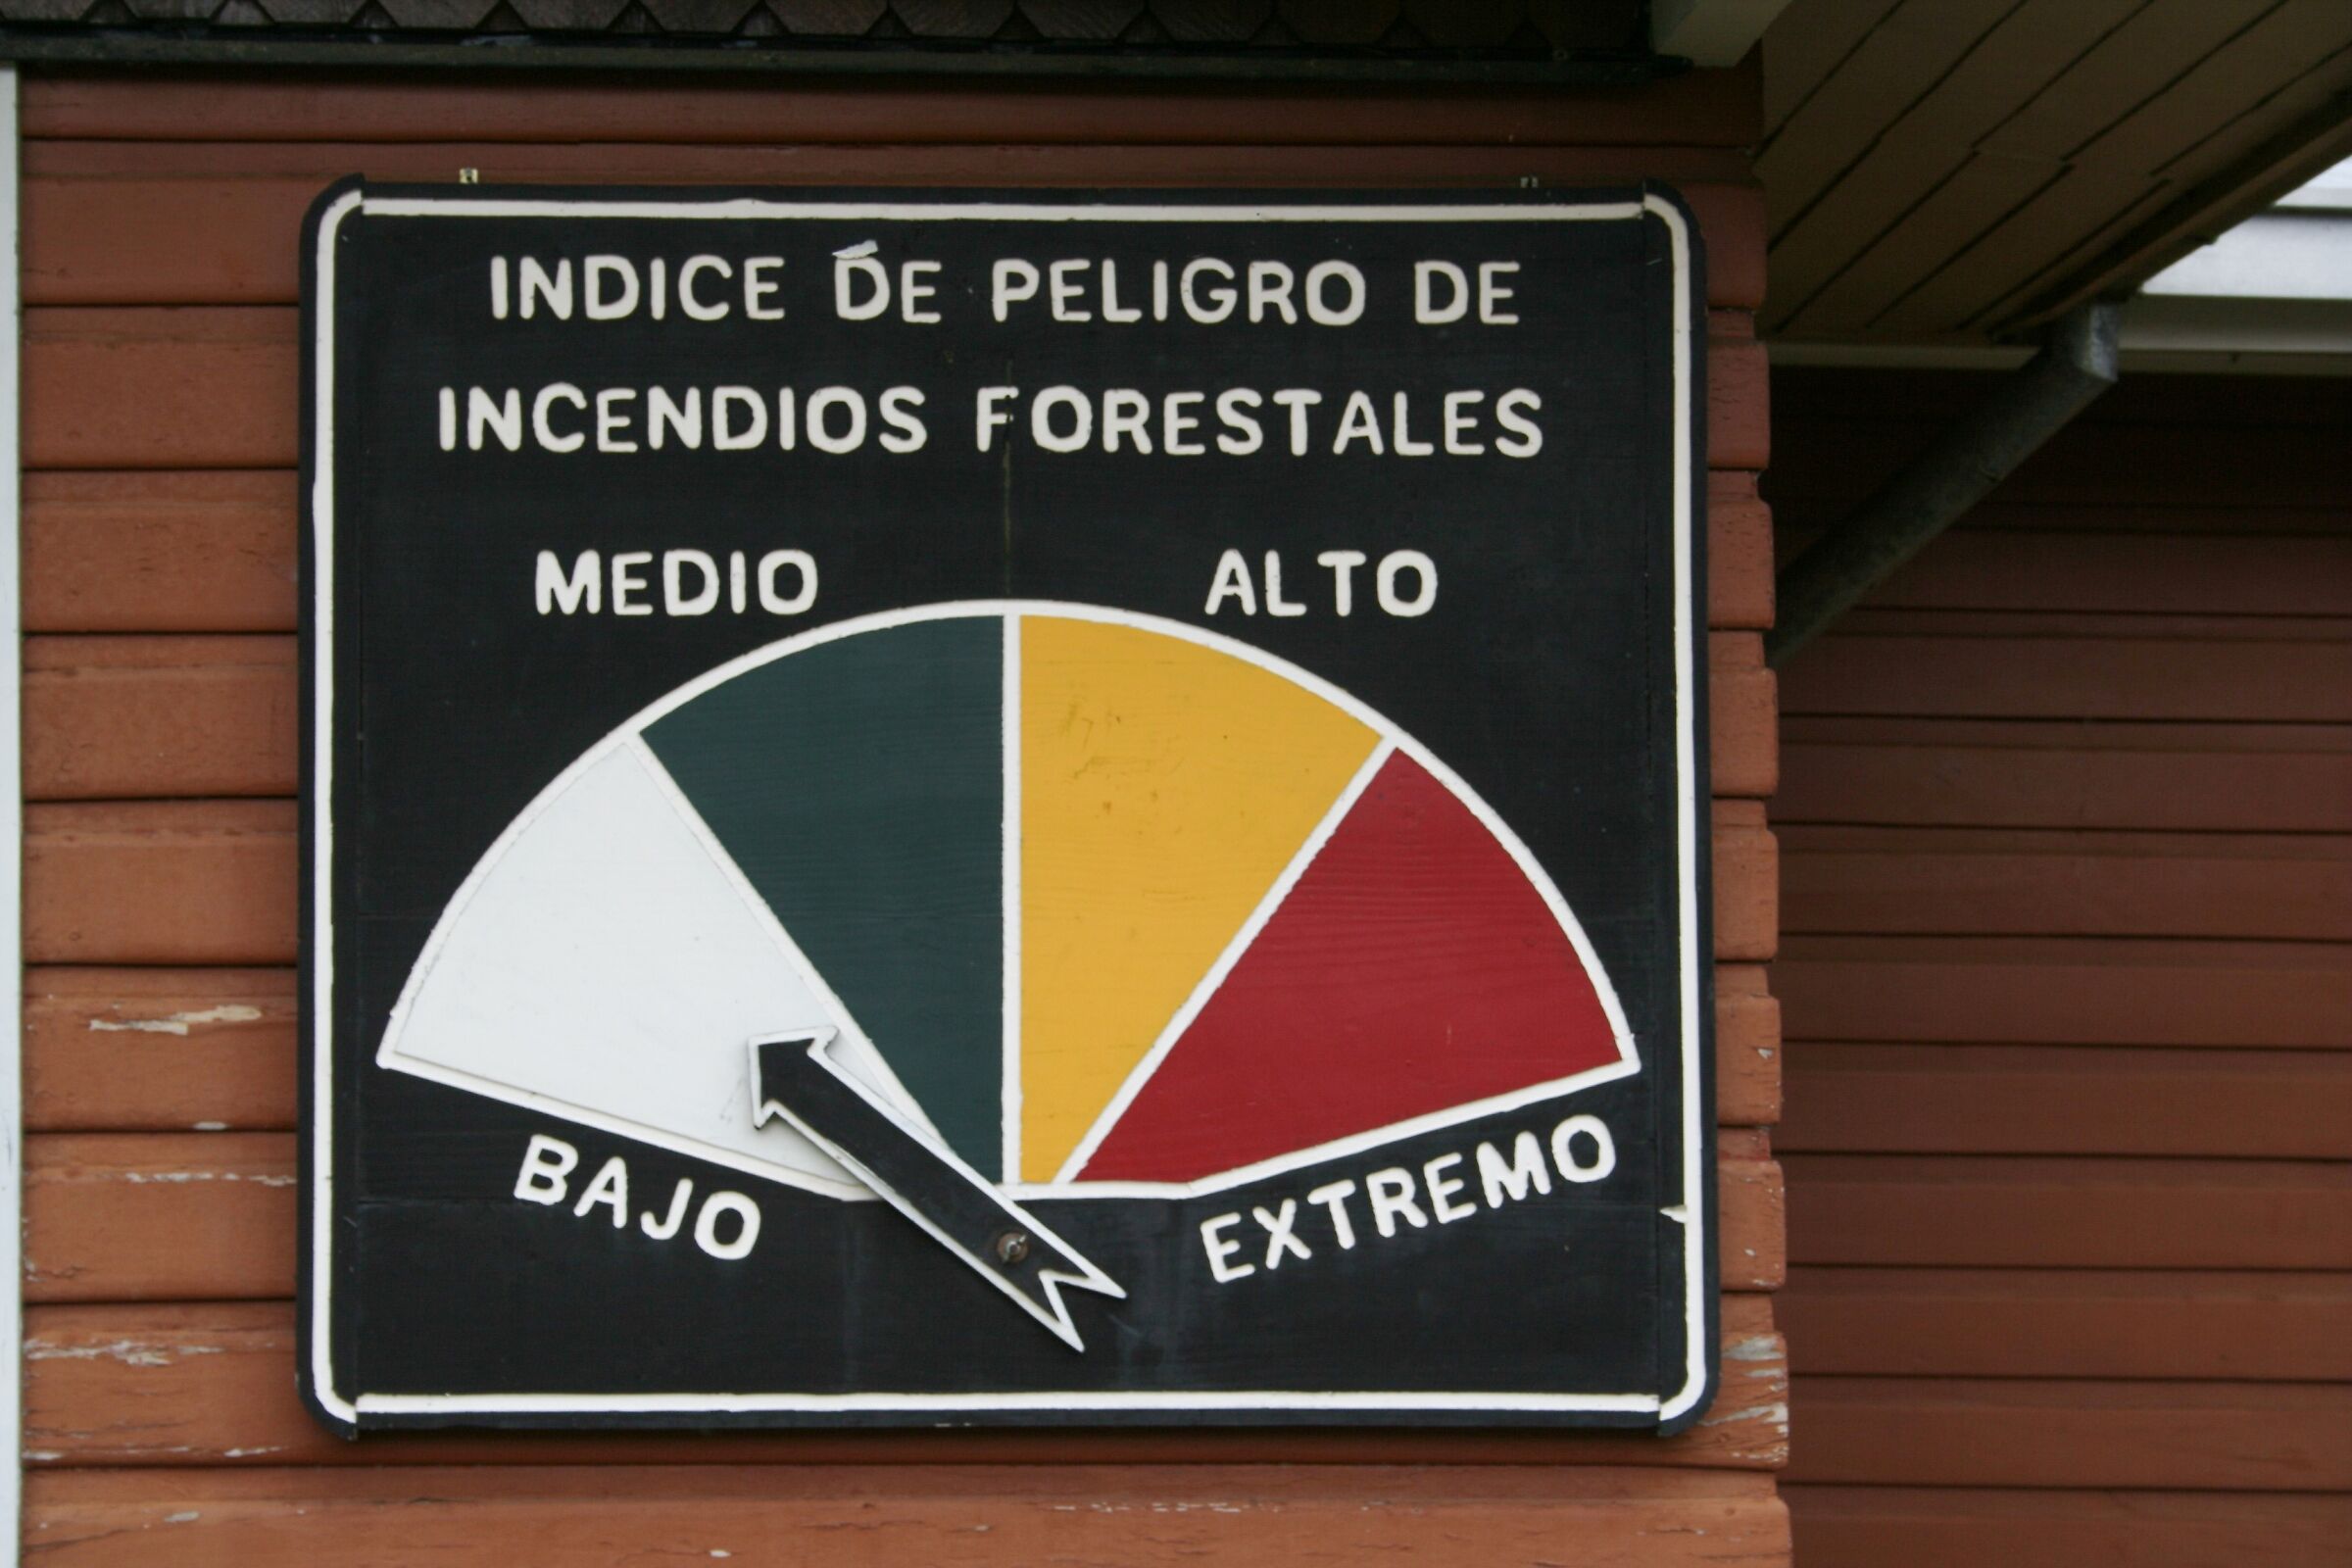 INDICE DE PELIGRO DE
INCENDIOS FORESTALES
MEDIO ALTO
BAJO EXTREMO